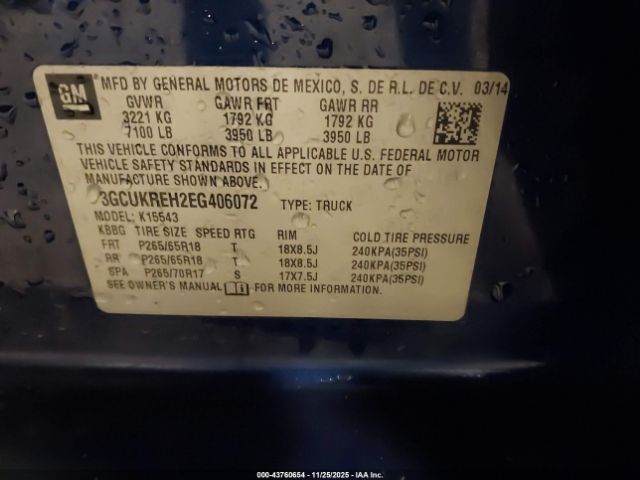 GM
MFD BY GENERAL MOTORS DE MEXICO, S. DE R.L. DE C.V. 03/14
GVWR GAWR FRT GAWR RR
3221 KG 1792 KG 1792 KG
7100 LB 3950 LB 3950 LB
THIS VEHICLE CONFORMS TO ALL APPLICABLE U.S. FEDERAL MOTOR
VEHICLE SAFETY STANDARDS IN EFFECT ON THE DATE OF
MANUFACTURE SHOWN ABOVE.
3GCUKREH2EG406072 TYPE: TRUCK
MODEL: K15543
KBBG TIRE SIZE SPEED RTG RIM COLD TIRE PRESSURE
FRT P265/65R18 T 18X8.5J 240KPA(35PSI)
RR P265/65R18 T 18X8.5J 240KPA(35PSI)
SPA P265/70R17 S 17X7.5J 240KPA(35PSI)
SEE OWNER'S MANUAL FOR MORE INFORMATION.
000-43760654 - 11/25/2025 - IAAI, Inc.